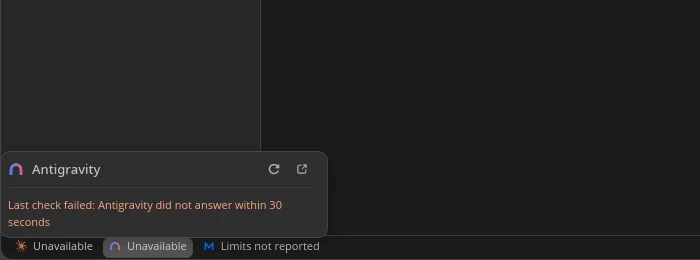 Antigravity
Last check failed: Antigravity did not answer within 30
seconds
Unavailable Unavailable Limits not reported